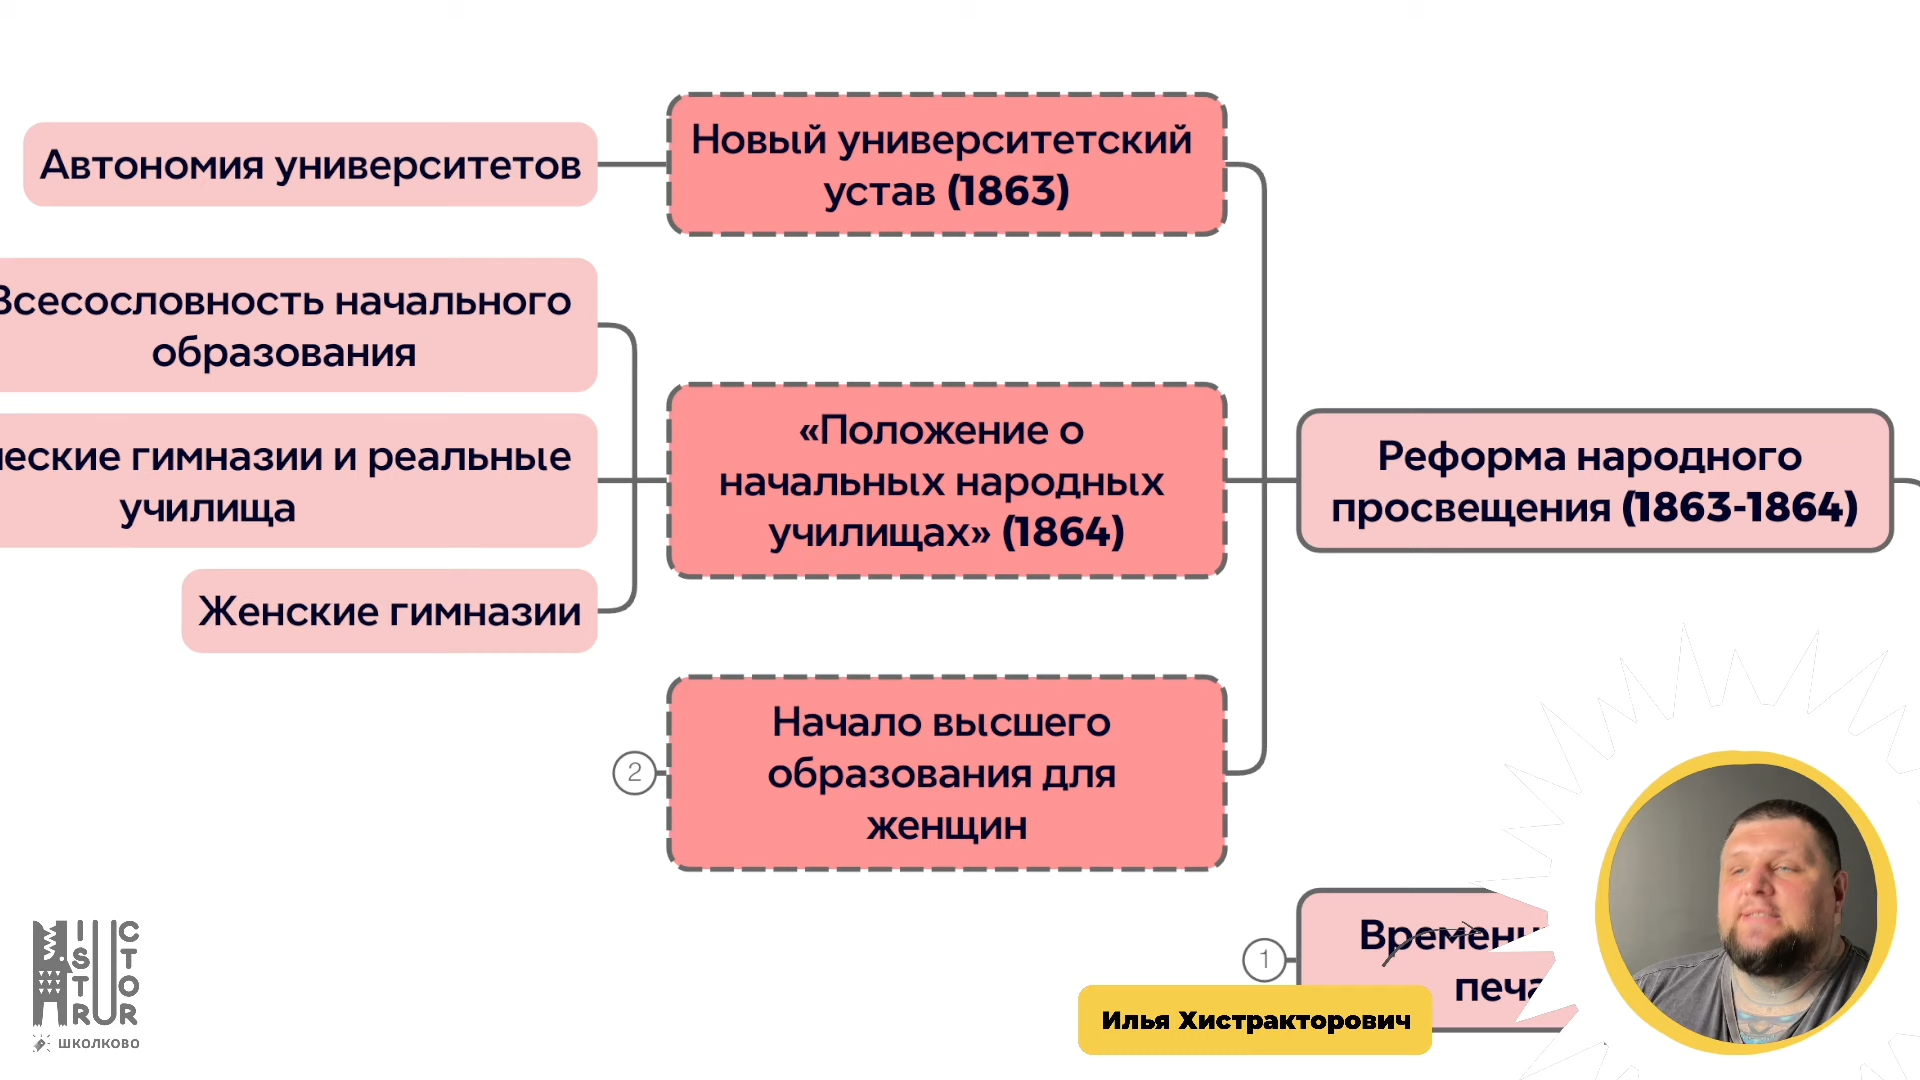 Новый университетский
устав (1863)
Автономия университетов
Всесословность начального
образования
гимназии и реальные
училища
Женские гимназии
«Положение о
начальных народных
училищах» (1864)
Реформа народного
просвещения (1863-1864)
Начало высшего
образования для
женщин
2
1
Илья Хистракторович
HISTRUCTOR
ШКОЛКОВО